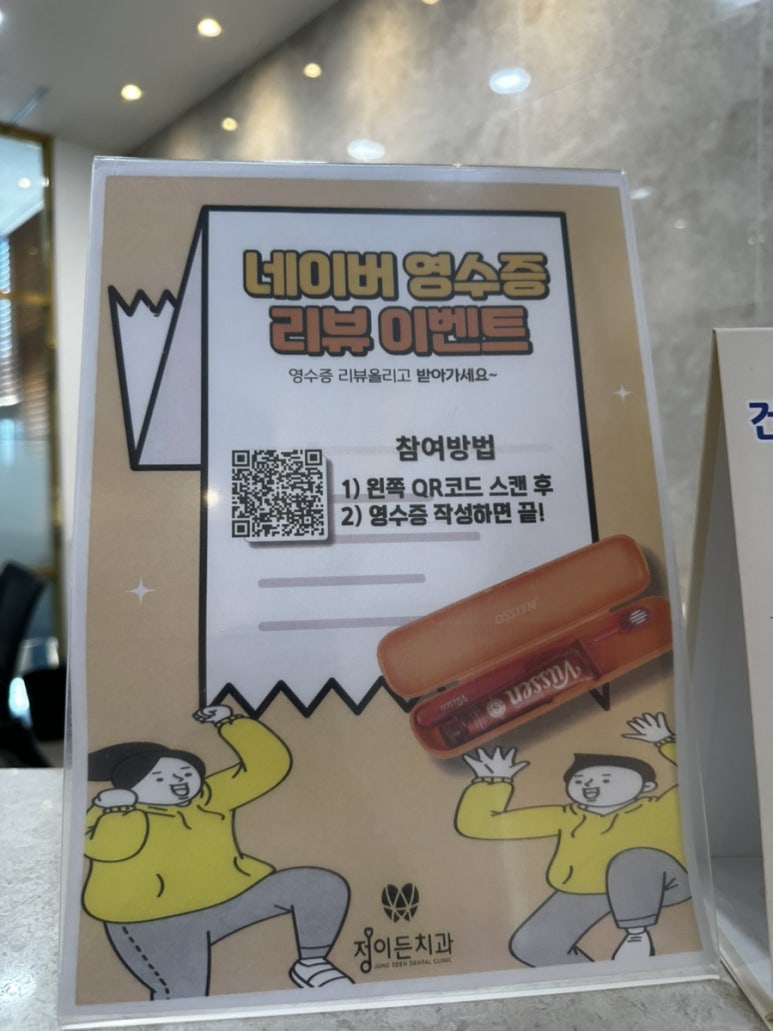 네이버 영수증
리뷰 이벤트
영수증 리뷰올리고 받아가세요~
참여방법
1) 왼쪽 QR코드 스캔 후
2) 영수증 작성하면 끝!
OSSTEM
Vussen
Vussen
정이든치과
JUNG EDEN DENTAL CLINIC
건